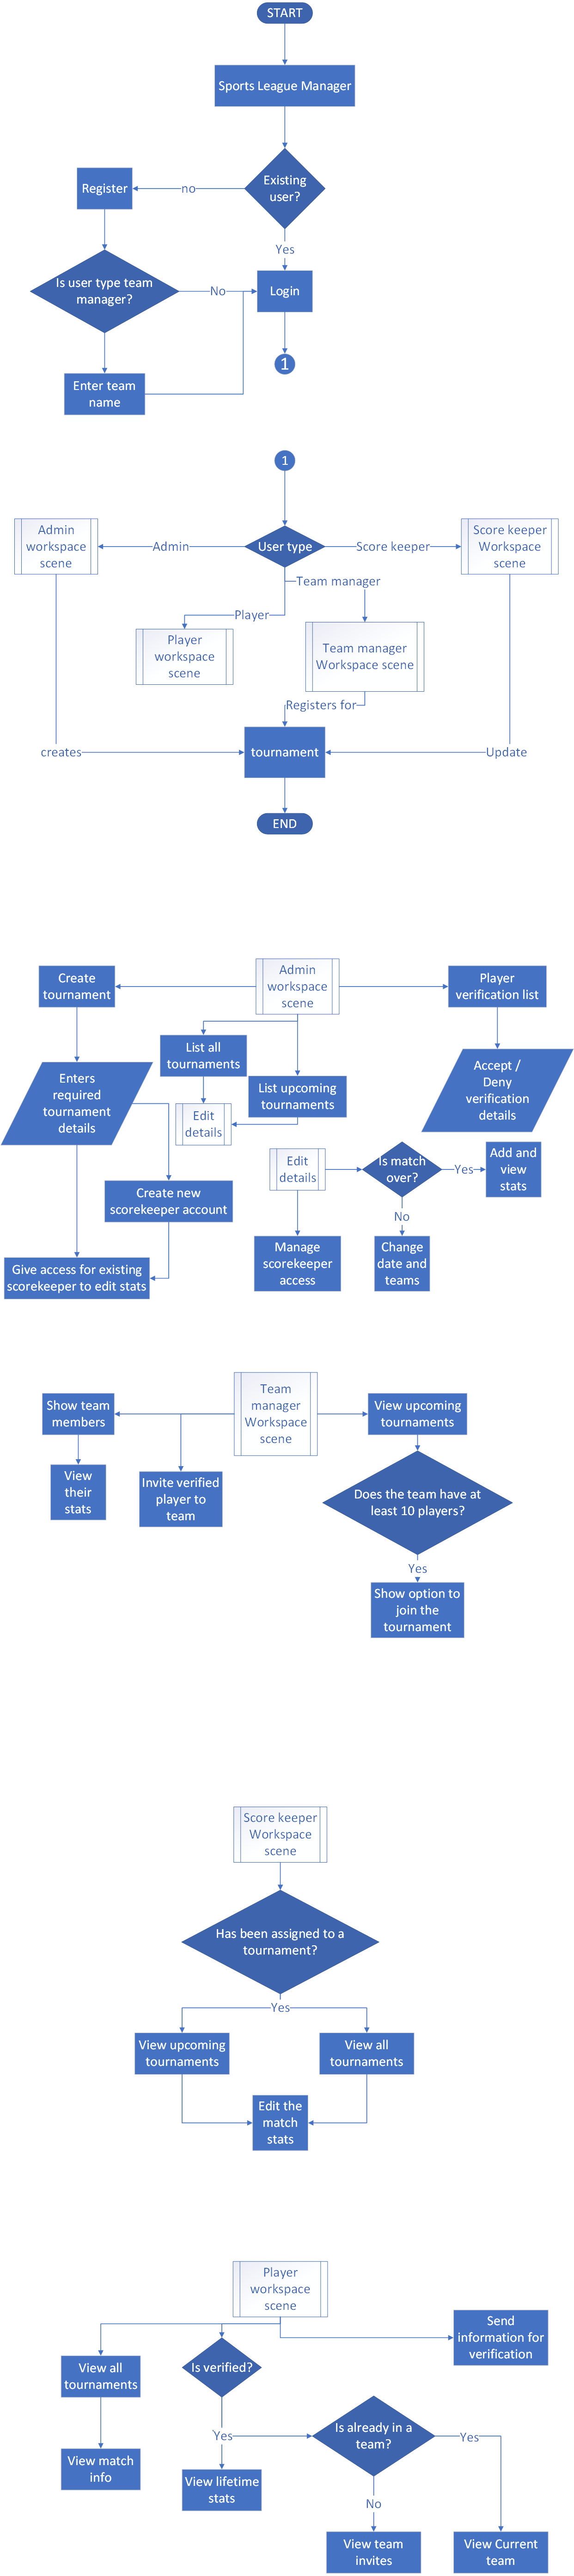 START
Sports League Manager
Existing
user?
no
Register
Yes
Is user type team
manager?
No
Login
1
Enter team
name
1
Admin
workspace
scene
Admin
User type
Score keeper
Score keeper
Workspace
scene
Team manager
Player
Player
workspace
scene
Team manager
Workspace scene
Registers for
creates
tournament
Update
END
Create
tournament
Admin
workspace
scene
Player
verification list
List all
tournaments
Enters
required
tournament
details
List upcoming
tournaments
Accept /
Deny
verification
details
Edit
details
Edit
details
Is match
over?
Yes
Add and
view
stats
Create new
scorekeeper account
No
Give access for existing
scorekeeper to edit stats
Manage
scorekeeper
access
Change
date and
teams
Show team
members
Team
manager
Workspace
scene
View upcoming
tournaments
View
their
stats
Invite verified
player to
team
Does the team have at
least 10 players?
Yes
Show option to
join the
tournament
Score keeper
Workspace
scene
Has been assigned to a
tournament?
Yes
View upcoming
tournaments
View all
tournaments
Edit the
match
stats
Player
workspace
scene
Send
information for
verification
View all
tournaments
Is verified?
Is already in a
team?
Yes
Yes
View match
info
View lifetime
stats
No
View team
invites
View Current
team